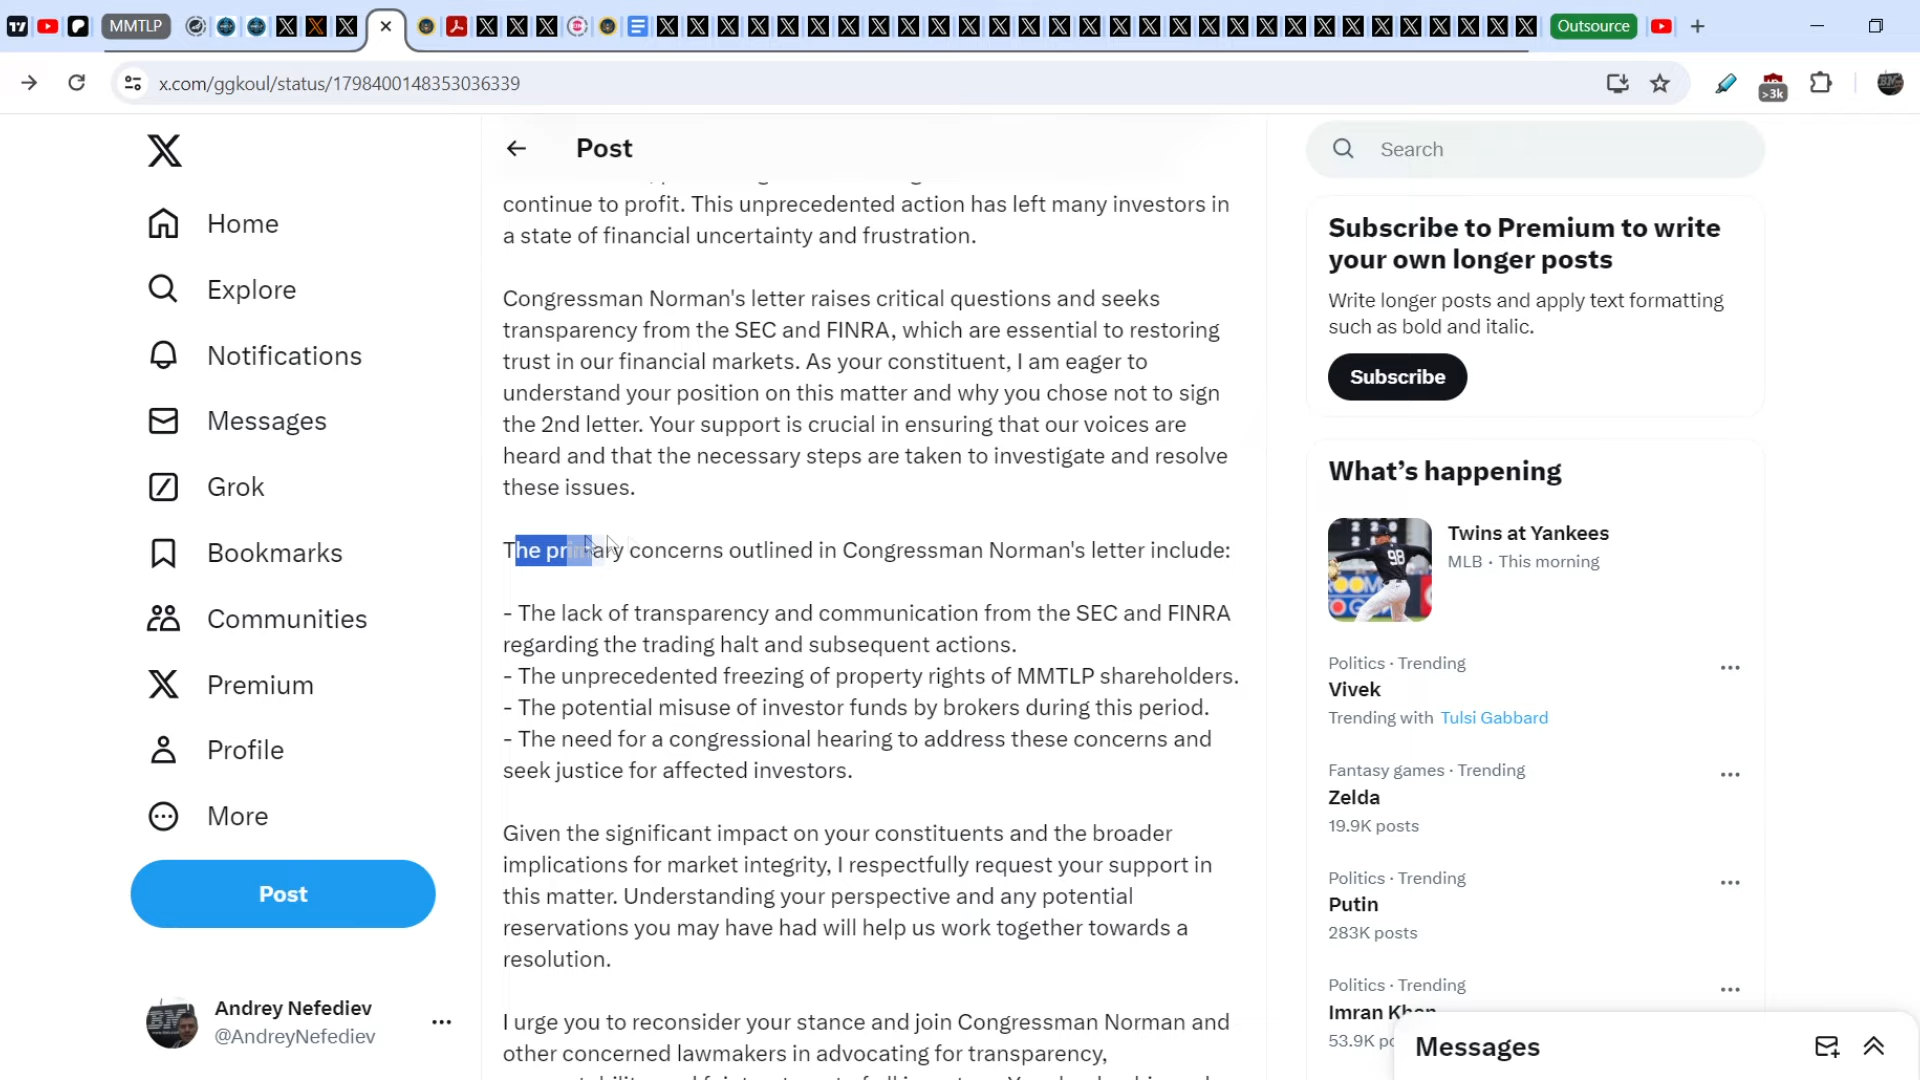 MMTLP
Outsource
x.com/ggkoul/status/1798400148353036339
>3k
Post
Search
Home
Explore
Notifications
Messages
Grok
Bookmarks
Communities
Premium
Profile
More
Post
Andrey Nefediev
@AndreyNefediev
continue to profit. This unprecedented action has left many investors in
a state of financial uncertainty and frustration.
Congressman Norman's letter raises critical questions and seeks
transparency from the SEC and FINRA, which are essential to restoring
trust in our financial markets. As your constituent, I am eager to
understand your position on this matter and why you chose not to sign
the 2nd letter. Your support is crucial in ensuring that our voices are
heard and that the necessary steps are taken to investigate and resolve
these issues.
The primary concerns outlined in Congressman Norman's letter include:
- The lack of transparency and communication from the SEC and FINRA
regarding the trading halt and subsequent actions.
- The unprecedented freezing of property rights of MMTLP shareholders.
- The potential misuse of investor funds by brokers during this period.
- The need for a congressional hearing to address these concerns and
seek justice for affected investors.
Given the significant impact on your constituents and the broader
implications for market integrity, I respectfully request your support in
this matter. Understanding your perspective and any potential
reservations you may have had will help us work together towards a
resolution.
I urge you to reconsider your stance and join Congressman Norman and
other concerned lawmakers in advocating for transparency,
Subscribe to Premium to write
your own longer posts
Write longer posts and apply text formatting
such as bold and italic.
Subscribe
What's happening
Twins at Yankees
MLB · This morning
Politics · Trending
Vivek
Trending with Tulsi Gabbard
Fantasy games · Trending
Zelda
19.9K posts
Politics · Trending
Putin
283K posts
Politics · Trending
Imran Khan
53.9K
Messages